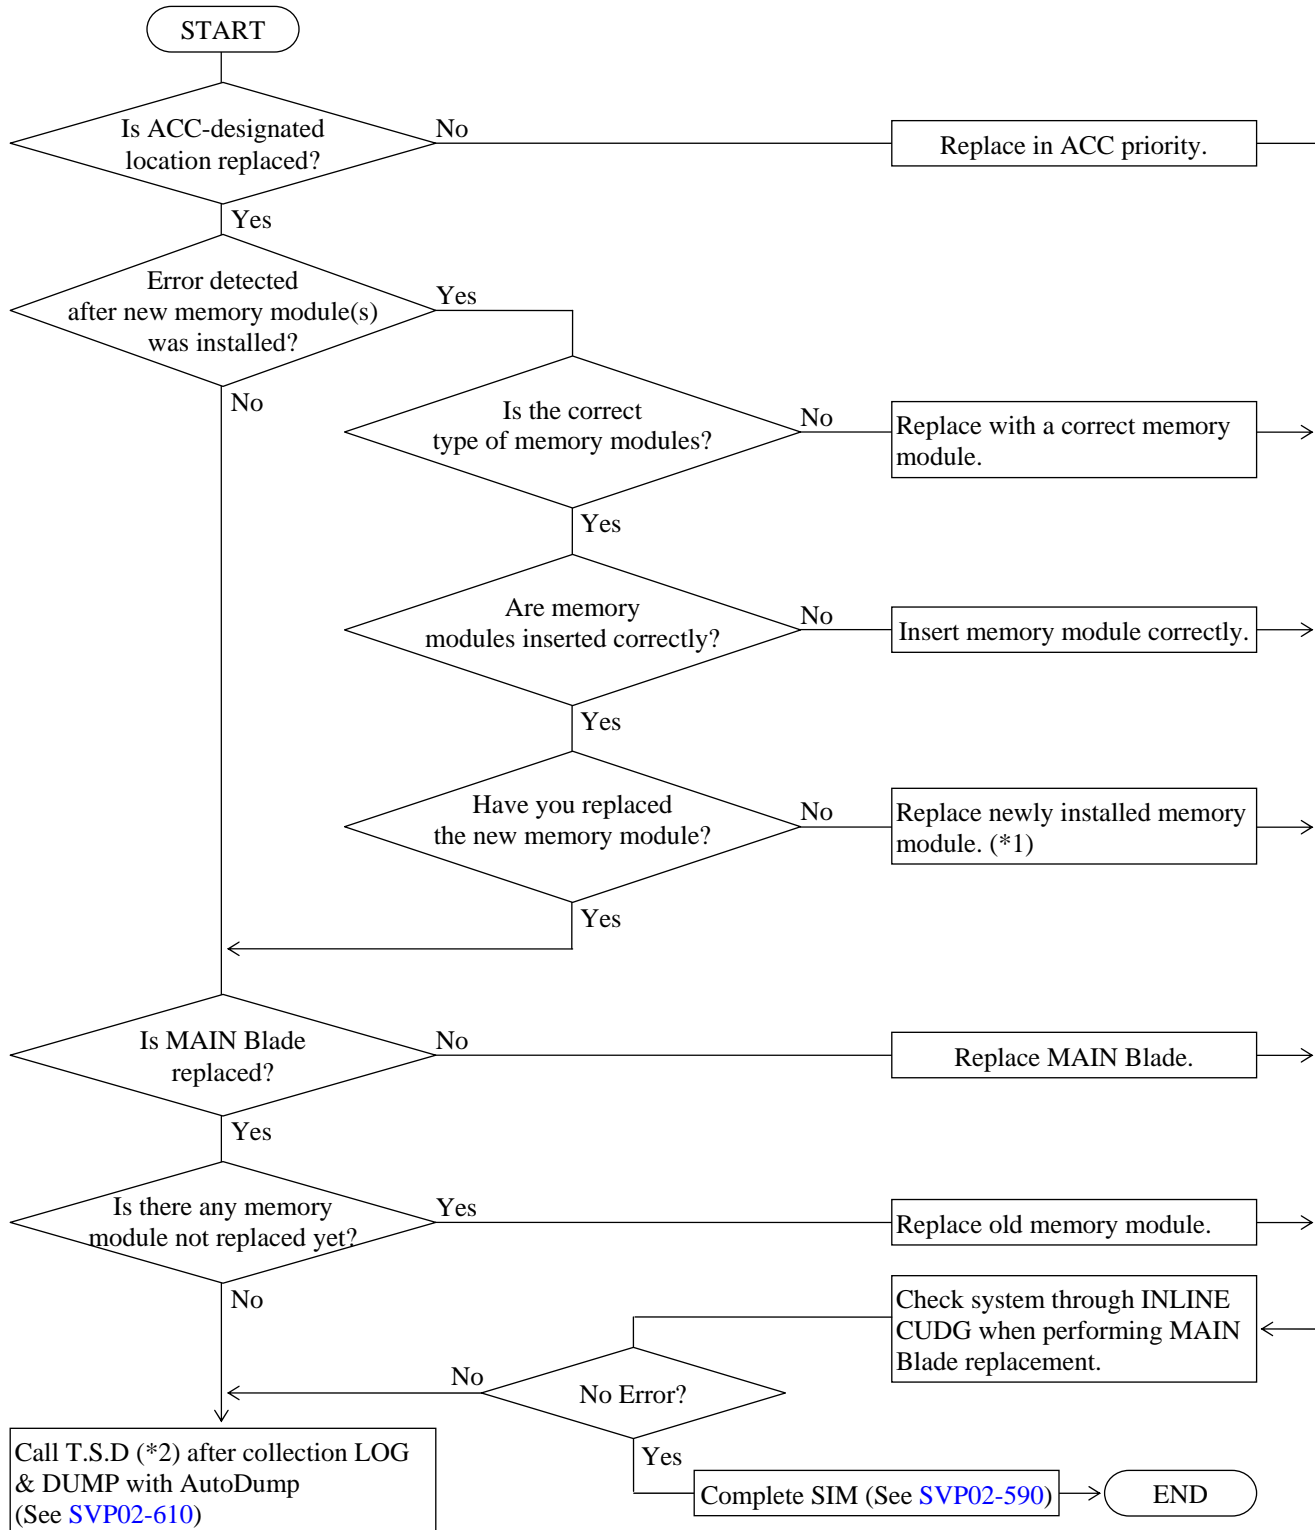 START
Is ACC-designated
location replaced?
No
Replace in ACC priority.
Yes
Error detected
after new memory module(s)
was installed?
Yes
No
Is the correct
type of memory modules?
No
Replace with a correct memory
module.
Yes
Are memory
modules inserted correctly?
No
Insert memory module correctly.
Yes
Have you replaced
the new memory module?
No
Replace newly installed memory
module. (*1)
Yes
Is MAIN Blade
replaced?
No
Replace MAIN Blade.
Yes
Is there any memory
module not replaced yet?
Yes
Replace old memory module.
No
Check system through INLINE
CUDG when performing MAIN
Blade replacement.
No Error?
No
Yes
Call T.S.D (*2) after collection LOG
& DUMP with AutoDump
(See SVP02-610)
Complete SIM (See SVP02-590)
END